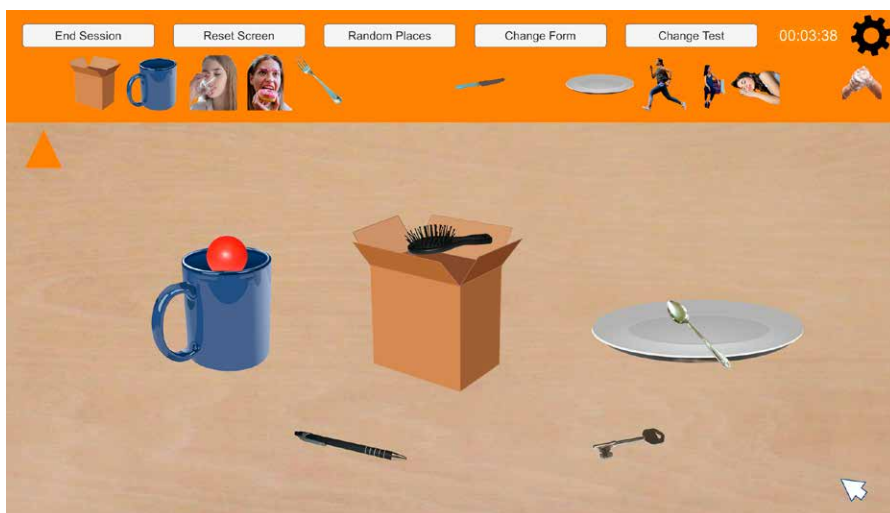 End Session
Reset Screen
Random Places
Change Form
Change Test
00:03:38